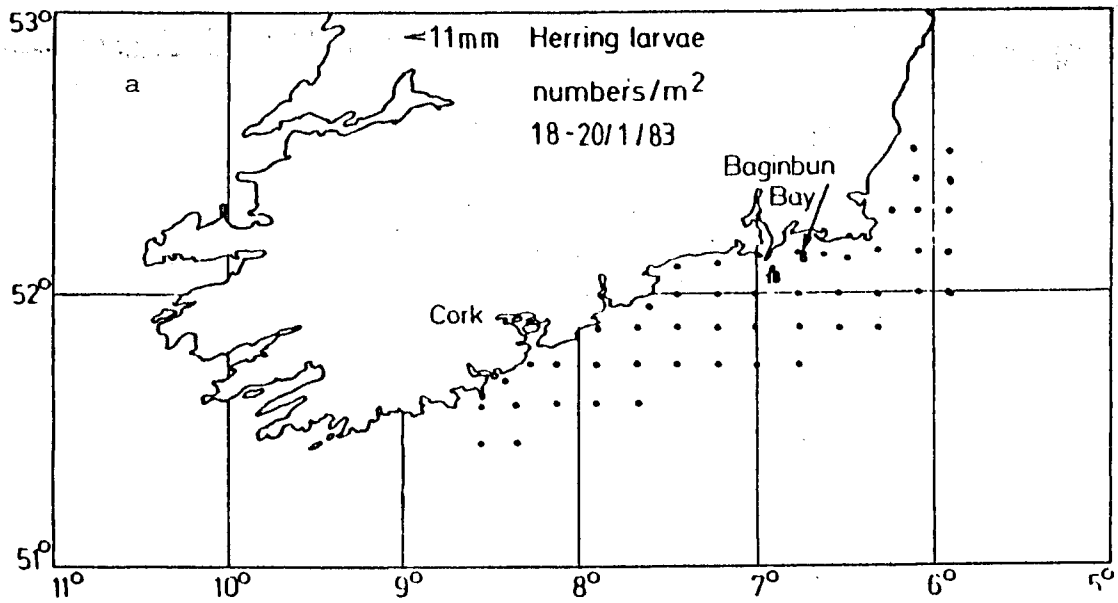 53°
<11mm Herring larvae
a
numbers/m²
18-20/1/83
Baginbun
Bay
52°
Cork
51°
11°
10°
9°
8°
7°
6°
5°